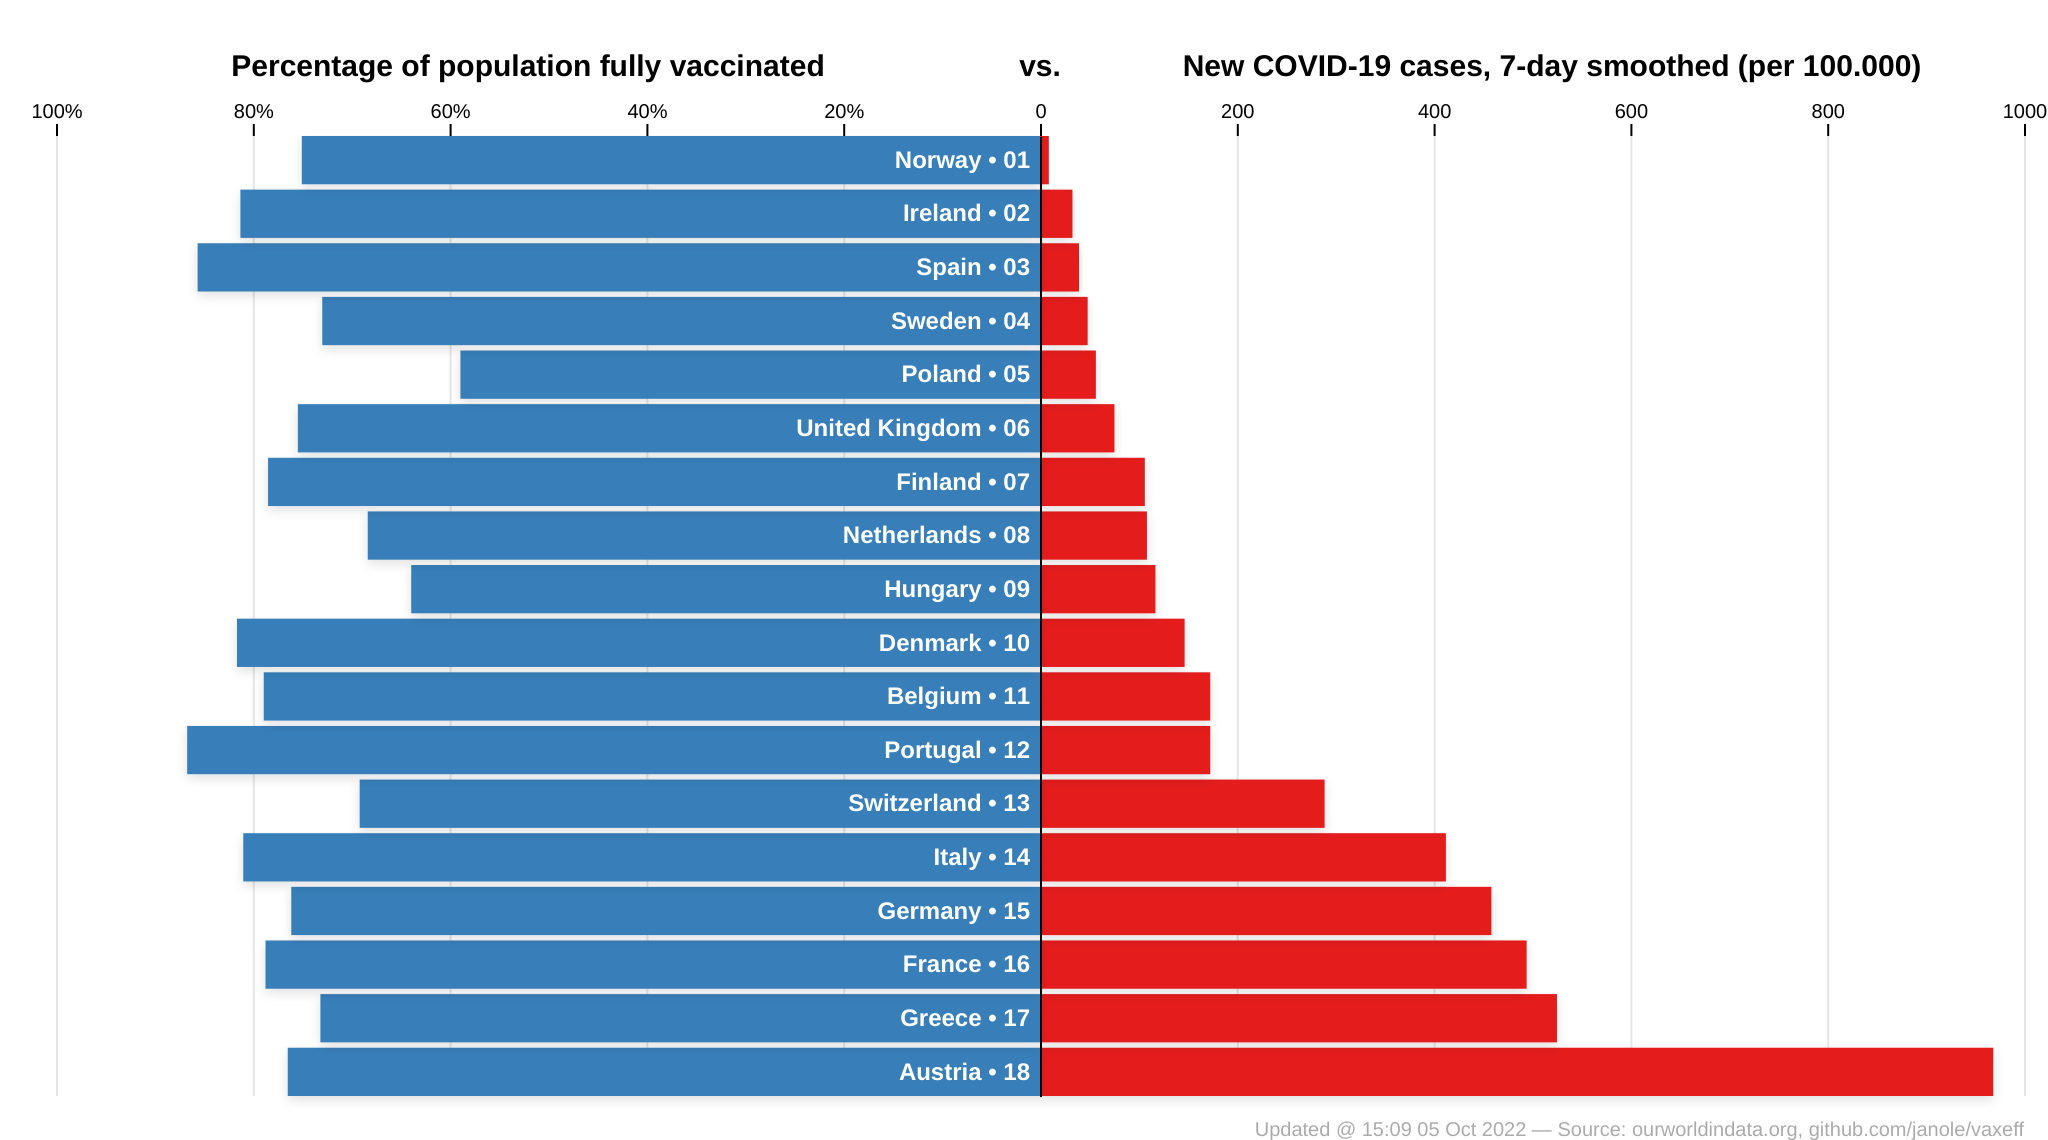 Percentage of population fully vaccinated vs. New COVID-19 cases, 7-day smoothed (per 100.000)
100% 80% 60% 40% 20% 0 200 400 600 800 1000
Norway • 01
Ireland • 02
Spain • 03
Sweden • 04
Poland • 05
United Kingdom • 06
Finland • 07
Netherlands • 08
Hungary • 09
Denmark • 10
Belgium • 11
Portugal • 12
Switzerland • 13
Italy • 14
Germany • 15
France • 16
Greece • 17
Austria • 18
Updated @ 15:09 05 Oct 2022 — Source: ourworldindata.org, github.com/janole/vaxeff